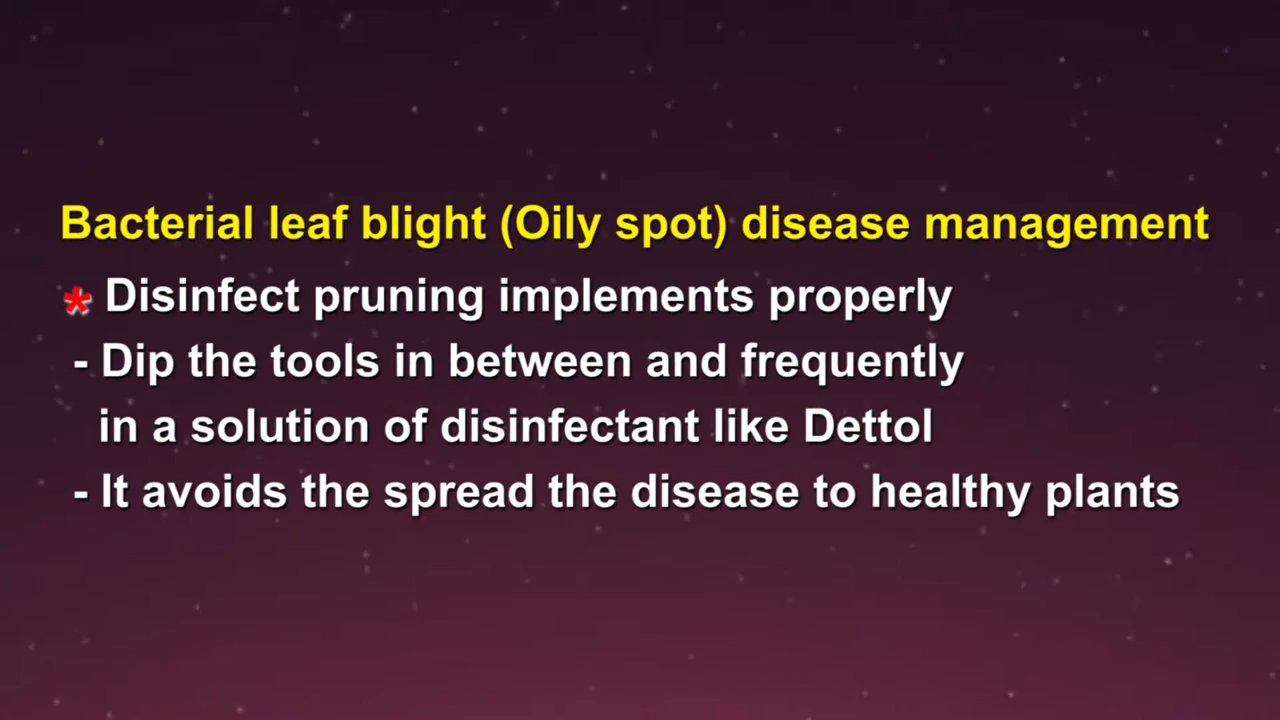 Bacterial leaf blight (Oily spot) disease management
* Disinfect pruning implements properly
- Dip the tools in between and frequently
in a solution of disinfectant like Dettol
- It avoids the spread the disease to healthy plants